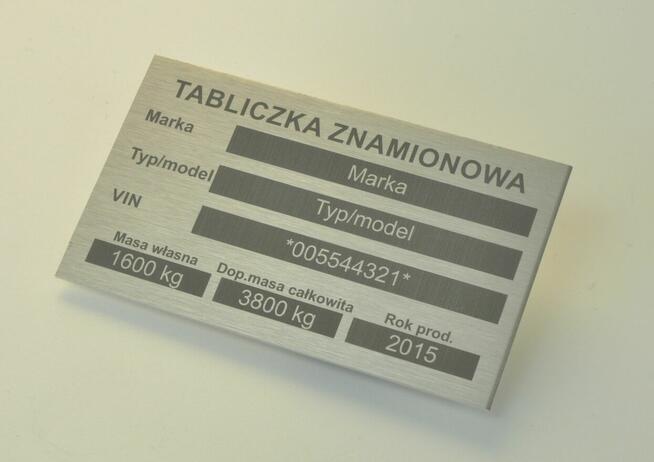 TABLICZKA ZNAMIONOWA
Marka Marka
Typ/model Typ/model
VIN *005544321*
Masa własna Dop.masa całkowita Rok prod.
1600 kg 3800 kg 2015